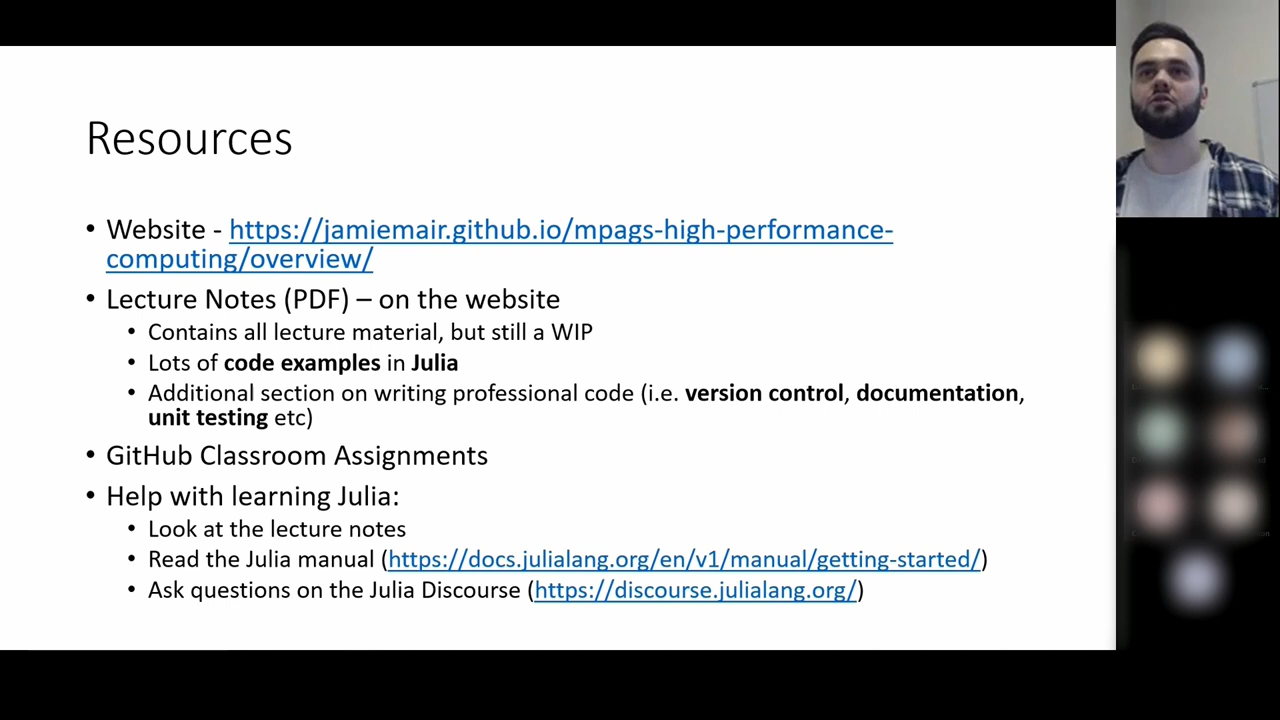 Resources
• Website - https://jamiemair.github.io/mpags-high-performance-
computing/overview/
• Lecture Notes (PDF) – on the website
• Contains all lecture material, but still a WIP
• Lots of code examples in Julia
• Additional section on writing professional code (i.e. version control, documentation,
unit testing etc)
• GitHub Classroom Assignments
• Help with learning Julia:
• Look at the lecture notes
• Read the Julia manual (https://docs.julialang.org/en/v1/manual/getting-started/)
• Ask questions on the Julia Discourse (https://discourse.julialang.org/)